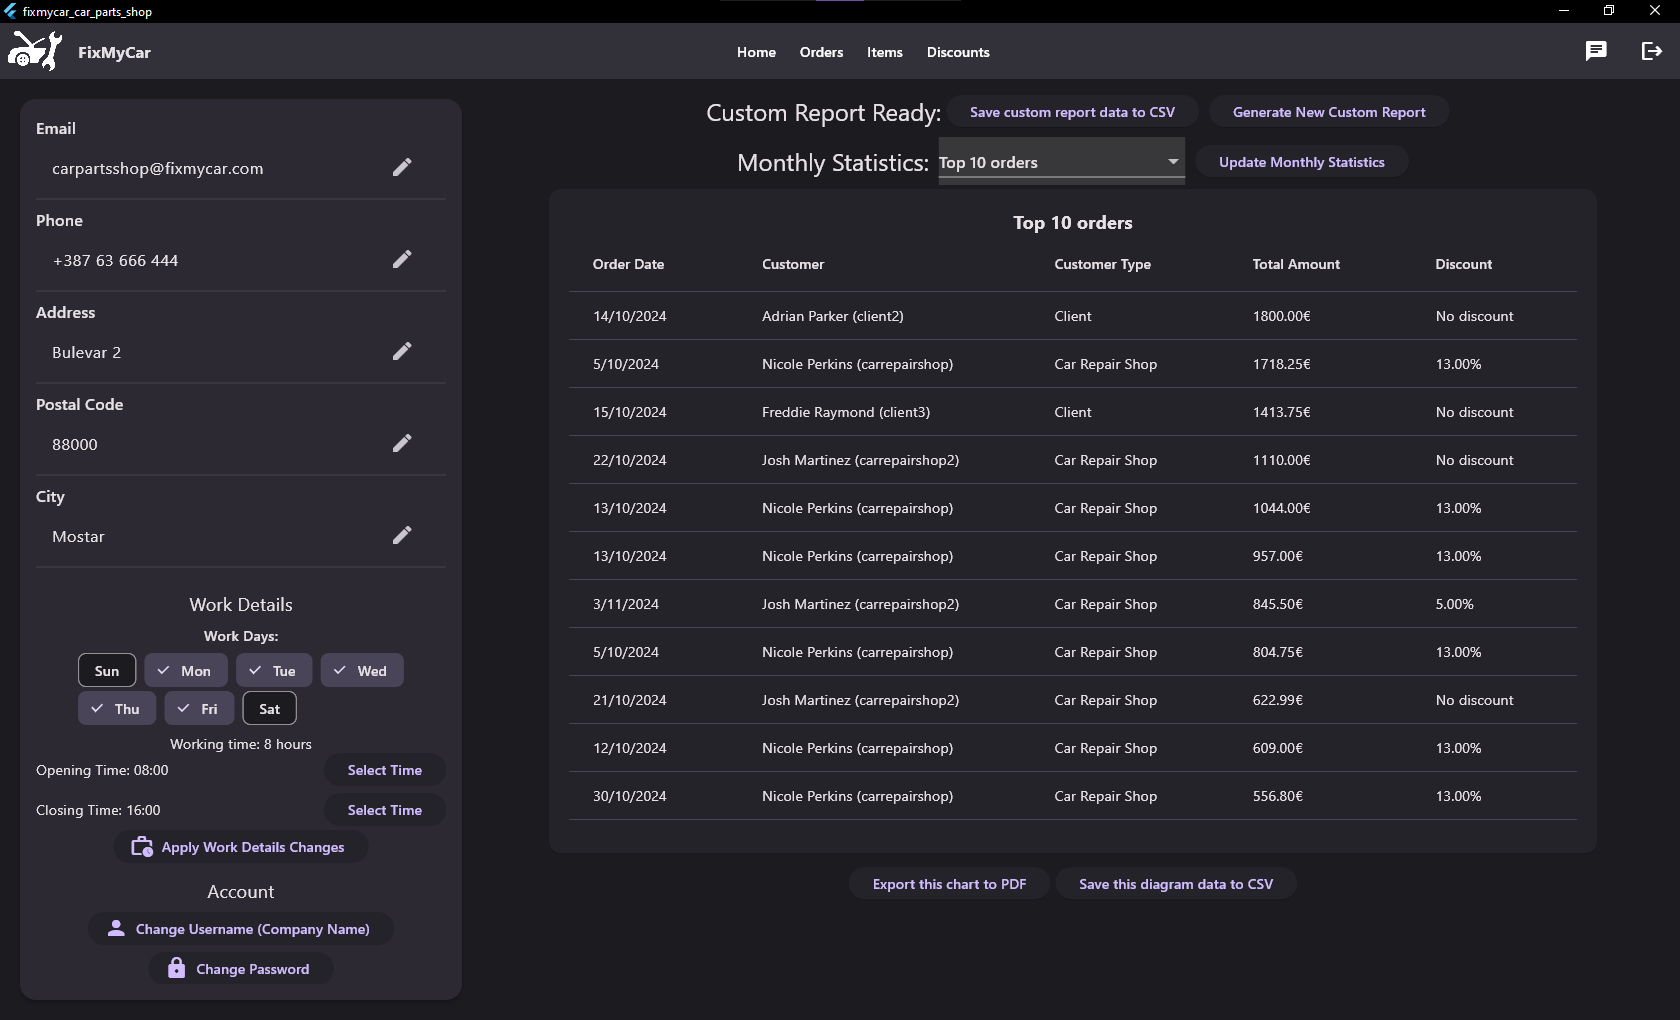 fixmycar_car_parts_shop
FixMyCar
Home Orders Items Discounts
Email
carpartsshop@fixmycar.com
Phone
+387 63 666 444
Address
Bulevar 2
Postal Code
88000
City
Mostar
Work Details
Work Days:
Sun Mon Tue Wed
Thu Fri Sat
Working time: 8 hours
Opening Time: 08:00 Select Time
Closing Time: 16:00 Select Time
Apply Work Details Changes
Account
Change Username (Company Name)
Change Password
Custom Report Ready: Save custom report data to CSV Generate New Custom Report
Monthly Statistics: Top 10 orders Update Monthly Statistics
Top 10 orders
Order Date Customer Customer Type Total Amount Discount
14/10/2024 Adrian Parker (client2) Client 1800.00€ No discount
5/10/2024 Nicole Perkins (carrepairshop) Car Repair Shop 1718.25€ 13.00%
15/10/2024 Freddie Raymond (client3) Client 1413.75€ No discount
22/10/2024 Josh Martinez (carrepairshop2) Car Repair Shop 1110.00€ No discount
13/10/2024 Nicole Perkins (carrepairshop) Car Repair Shop 1044.00€ 13.00%
13/10/2024 Nicole Perkins (carrepairshop) Car Repair Shop 957.00€ 13.00%
3/11/2024 Josh Martinez (carrepairshop2) Car Repair Shop 845.50€ 5.00%
5/10/2024 Nicole Perkins (carrepairshop) Car Repair Shop 804.75€ 13.00%
21/10/2024 Josh Martinez (carrepairshop2) Car Repair Shop 622.99€ No discount
12/10/2024 Nicole Perkins (carrepairshop) Car Repair Shop 609.00€ 13.00%
30/10/2024 Nicole Perkins (carrepairshop) Car Repair Shop 556.80€ 13.00%
Export this chart to PDF Save this diagram data to CSV